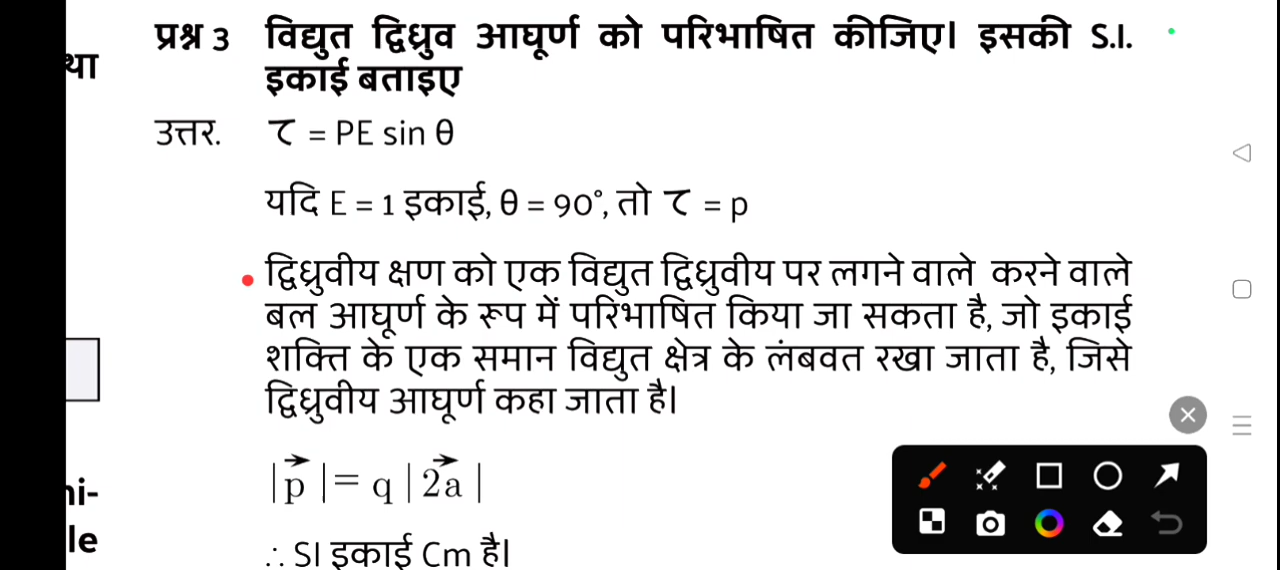 था
प्रश्न 3 विद्युत द्विध्रुव आघूर्ण को परिभाषित कीजिए। इसकी S.I.
इकाई बताइए
उत्तर. τ = PE sin θ
यदि E = 1 इकाई, θ = 90°, तो τ = p
द्विध्रुवीय क्षण को एक विद्युत द्विध्रुवीय पर लगने वाले करने वाले
बल आघूर्ण के रूप में परिभाषित किया जा सकता है, जो इकाई
शक्ति के एक समान विद्युत क्षेत्र के लंबवत रखा जाता है, जिसे
द्विध्रुवीय आघूर्ण कहा जाता है।
|p⃗| = q |2a⃗|
∴ SI इकाई Cm है।
ni-
le